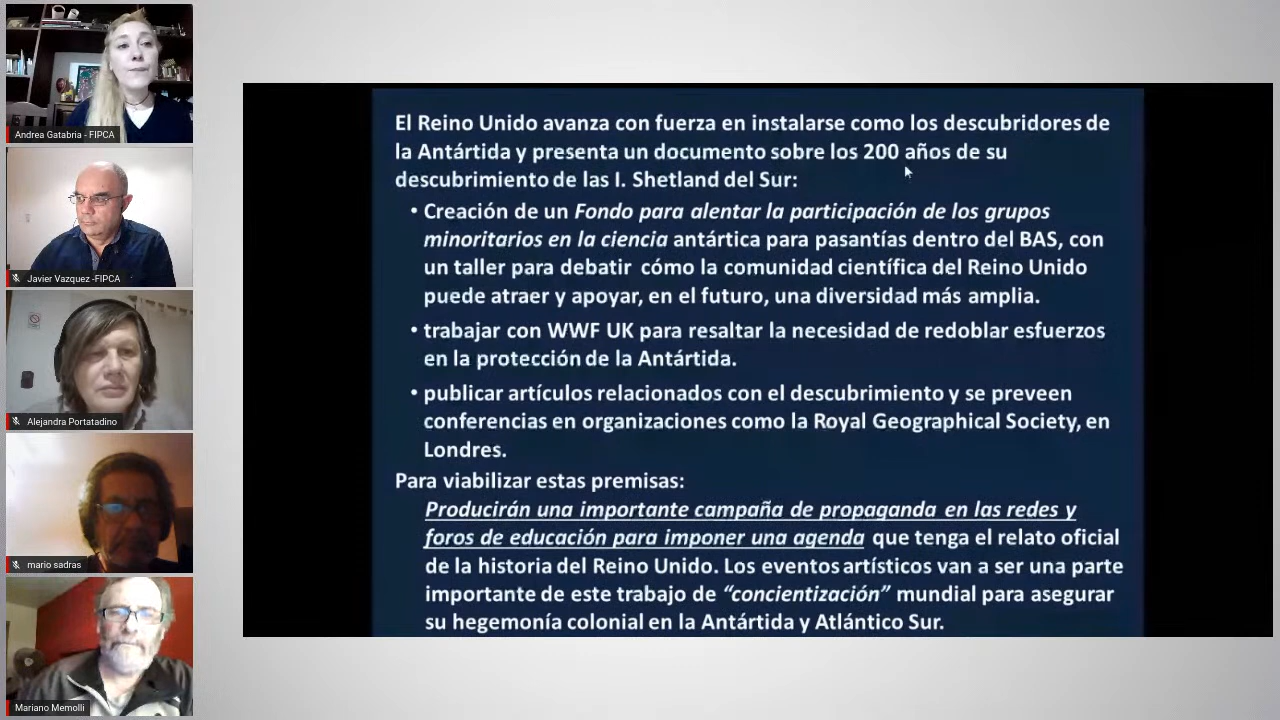 Andrea Gatabria - FIPCA
Javier Vazquez -FIPCA
Alejandra Portatadino
mario sadras
Mariano Memolli
El Reino Unido avanza con fuerza en instalarse como los descubridores de
la Antártida y presenta un documento sobre los 200 años de su
descubrimiento de las I. Shetland del Sur:
• Creación de un Fondo para alentar la participación de los grupos
minoritarios en la ciencia antártica para pasantías dentro del BAS, con
un taller para debatir cómo la comunidad científica del Reino Unido
puede atraer y apoyar, en el futuro, una diversidad más amplia.
• trabajar con WWF UK para resaltar la necesidad de redoblar esfuerzos
en la protección de la Antártida.
• publicar artículos relacionados con el descubrimiento y se preveen
conferencias en organizaciones como la Royal Geographical Society, en
Londres.
Para viabilizar estas premisas:
Producirán una importante campaña de propaganda en las redes y
foros de educación para imponer una agenda que tenga el relato oficial
de la historia del Reino Unido. Los eventos artísticos van a ser una parte
importante de este trabajo de “concientización” mundial para asegurar
su hegemonía colonial en la Antártida y Atlántico Sur.